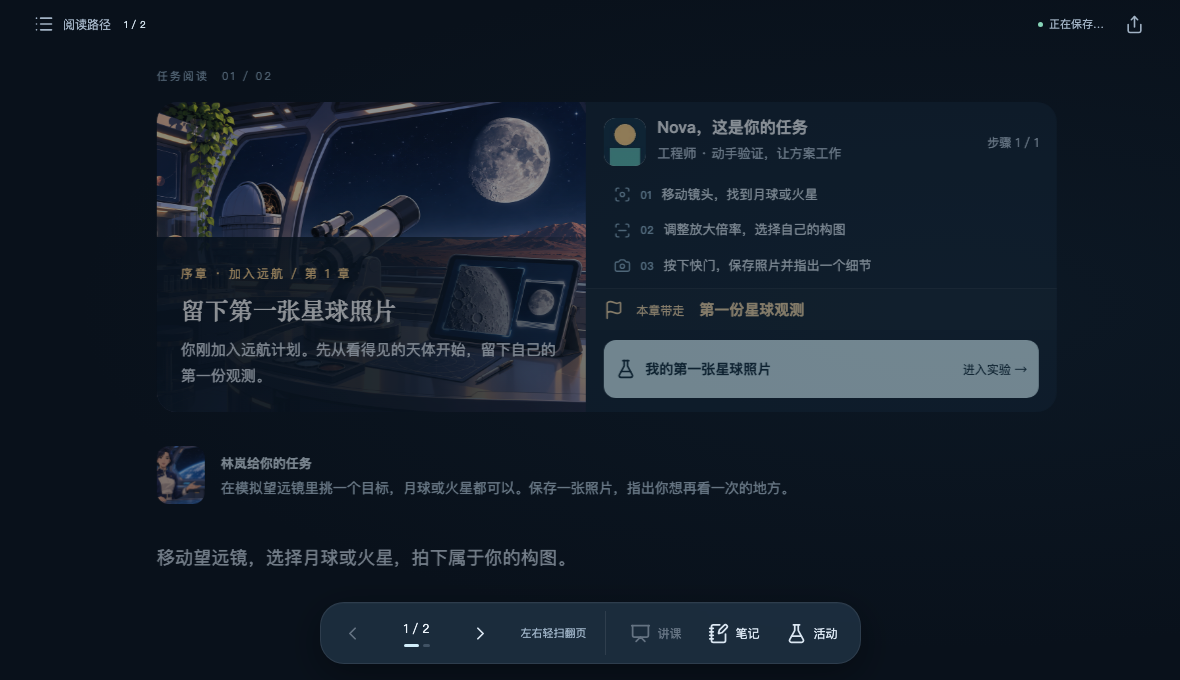 阅读路径 1 / 2
正在保存...
任务阅读 01 / 02
序章 · 加入远航 / 第 1 章
留下第一张星球照片
你刚加入远航计划。先从看得见的天体开始，留下自己的
第一份观测。
Nova，这是你的任务
工程师 · 动手验证，让方案工作
步骤 1 / 1
01 移动镜头，找到月球或火星
02 调整放大倍率，选择自己的构图
03 按下快门，保存照片并指出一个细节
本章带走 第一份星球观测
我的第一张星球照片 进入实验 →
林岚给你的任务
在模拟望远镜里挑一个目标，月球或火星都可以。保存一张照片，指出你想再看一次的地方。
移动望远镜，选择月球或火星，拍下属于你的构图。
1 / 2 左右轻扫翻页 讲课 笔记 活动